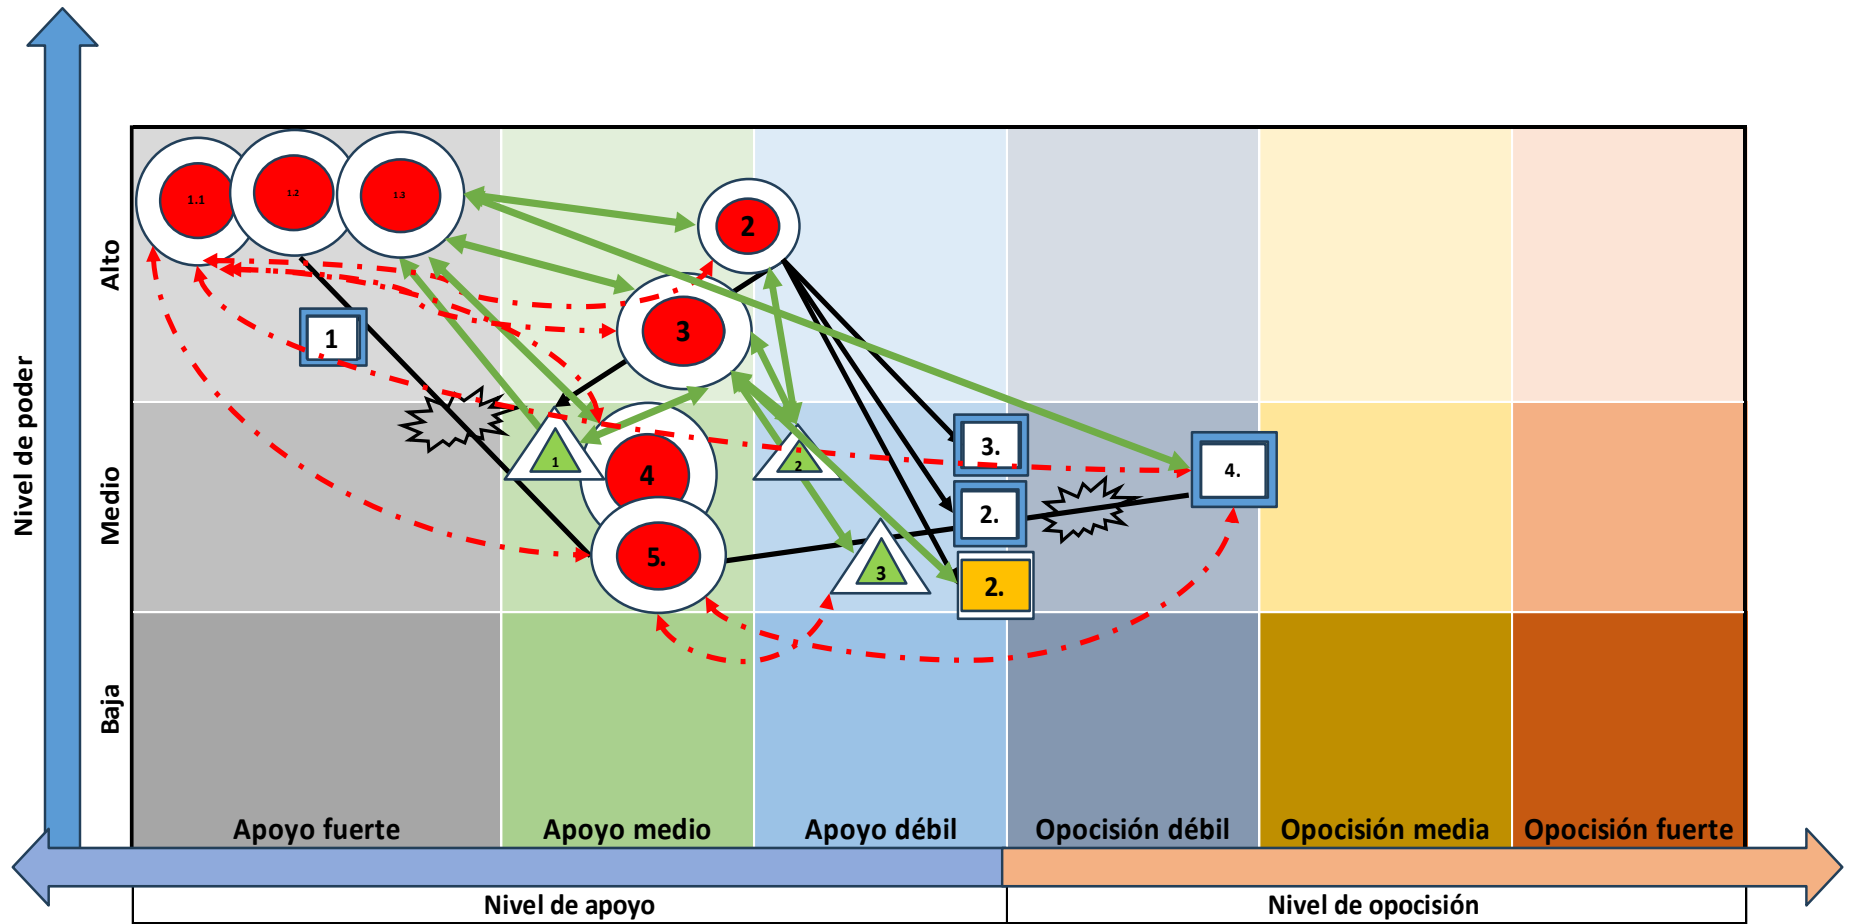 Nivel de poder
Alto
Medio
Baja
1.1
1.2
1.3
2
3
1
1
4
2
3.
4.
2.
5.
3
2.
Apoyo fuerte
Apoyo medio
Apoyo débil
Opocisión débil
Opocisión media
Opocisión fuerte
Nivel de apoyo
Nivel de opocisión